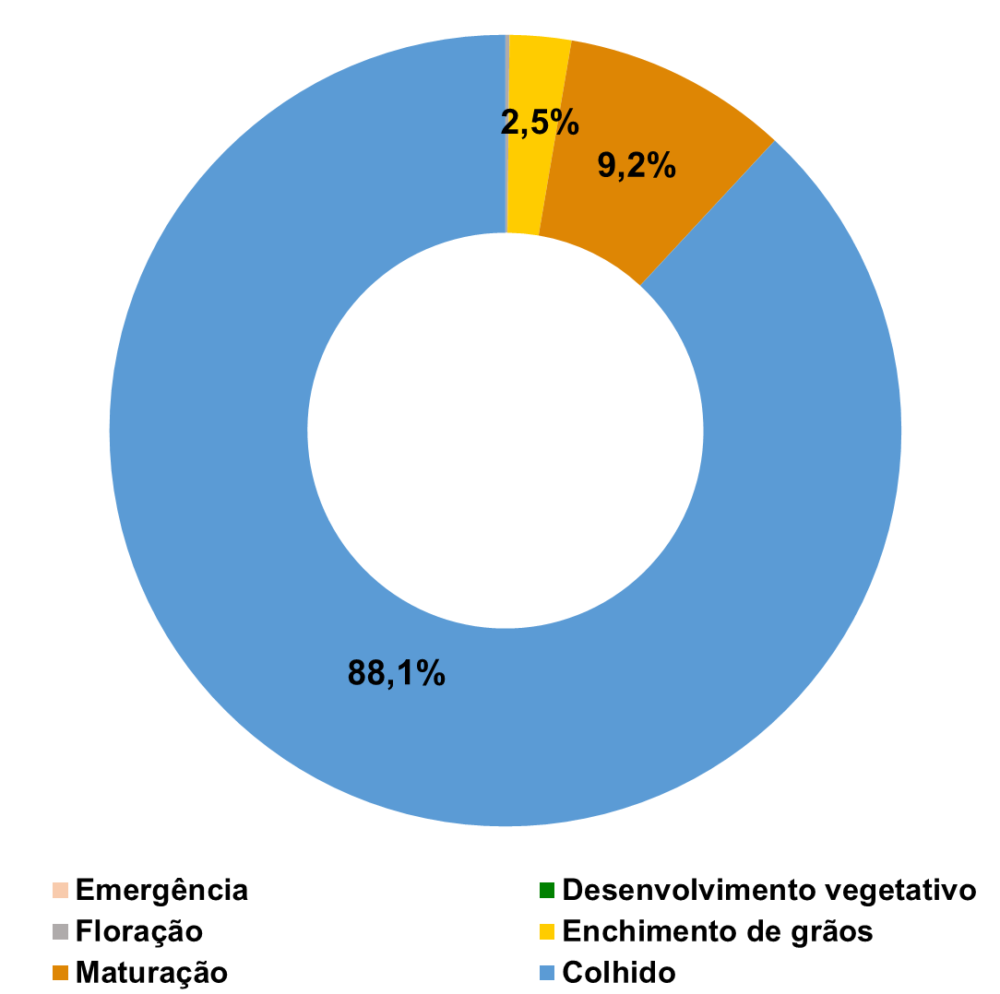 2,5%
9,2%
88,1%
Emergência
Desenvolvimento vegetativo
Floração
Enchimento de grãos
Maturação
Colhido